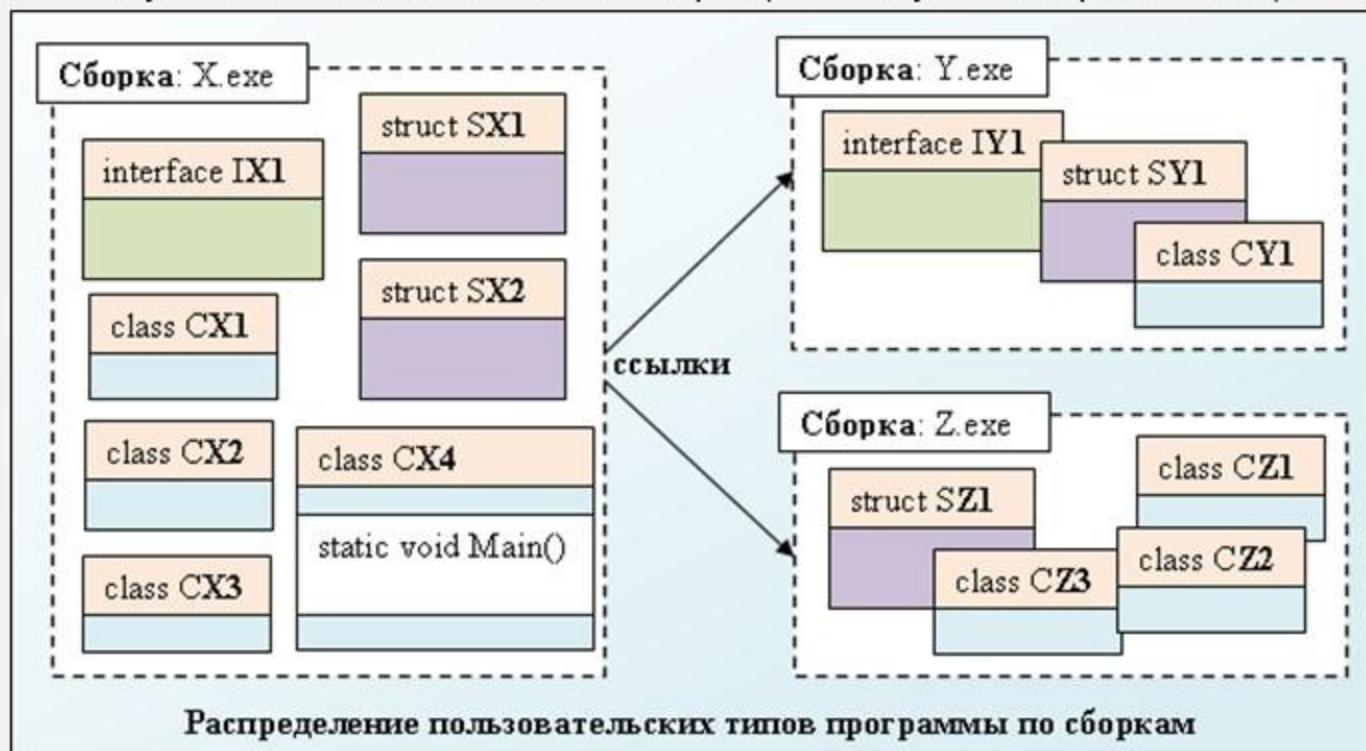 Сборка: X.exe
interface IX1
struct SX1
struct SX2
class CX1
class CX2
class CX3
class CX4
static void Main()
ссылки
Сборка: Y.exe
interface IY1
struct SY1
class CY1
Сборка: Z.exe
struct SZ1
class CZ1
class CZ2
class CZ3
Распределение пользовательских типов программы по сборкам